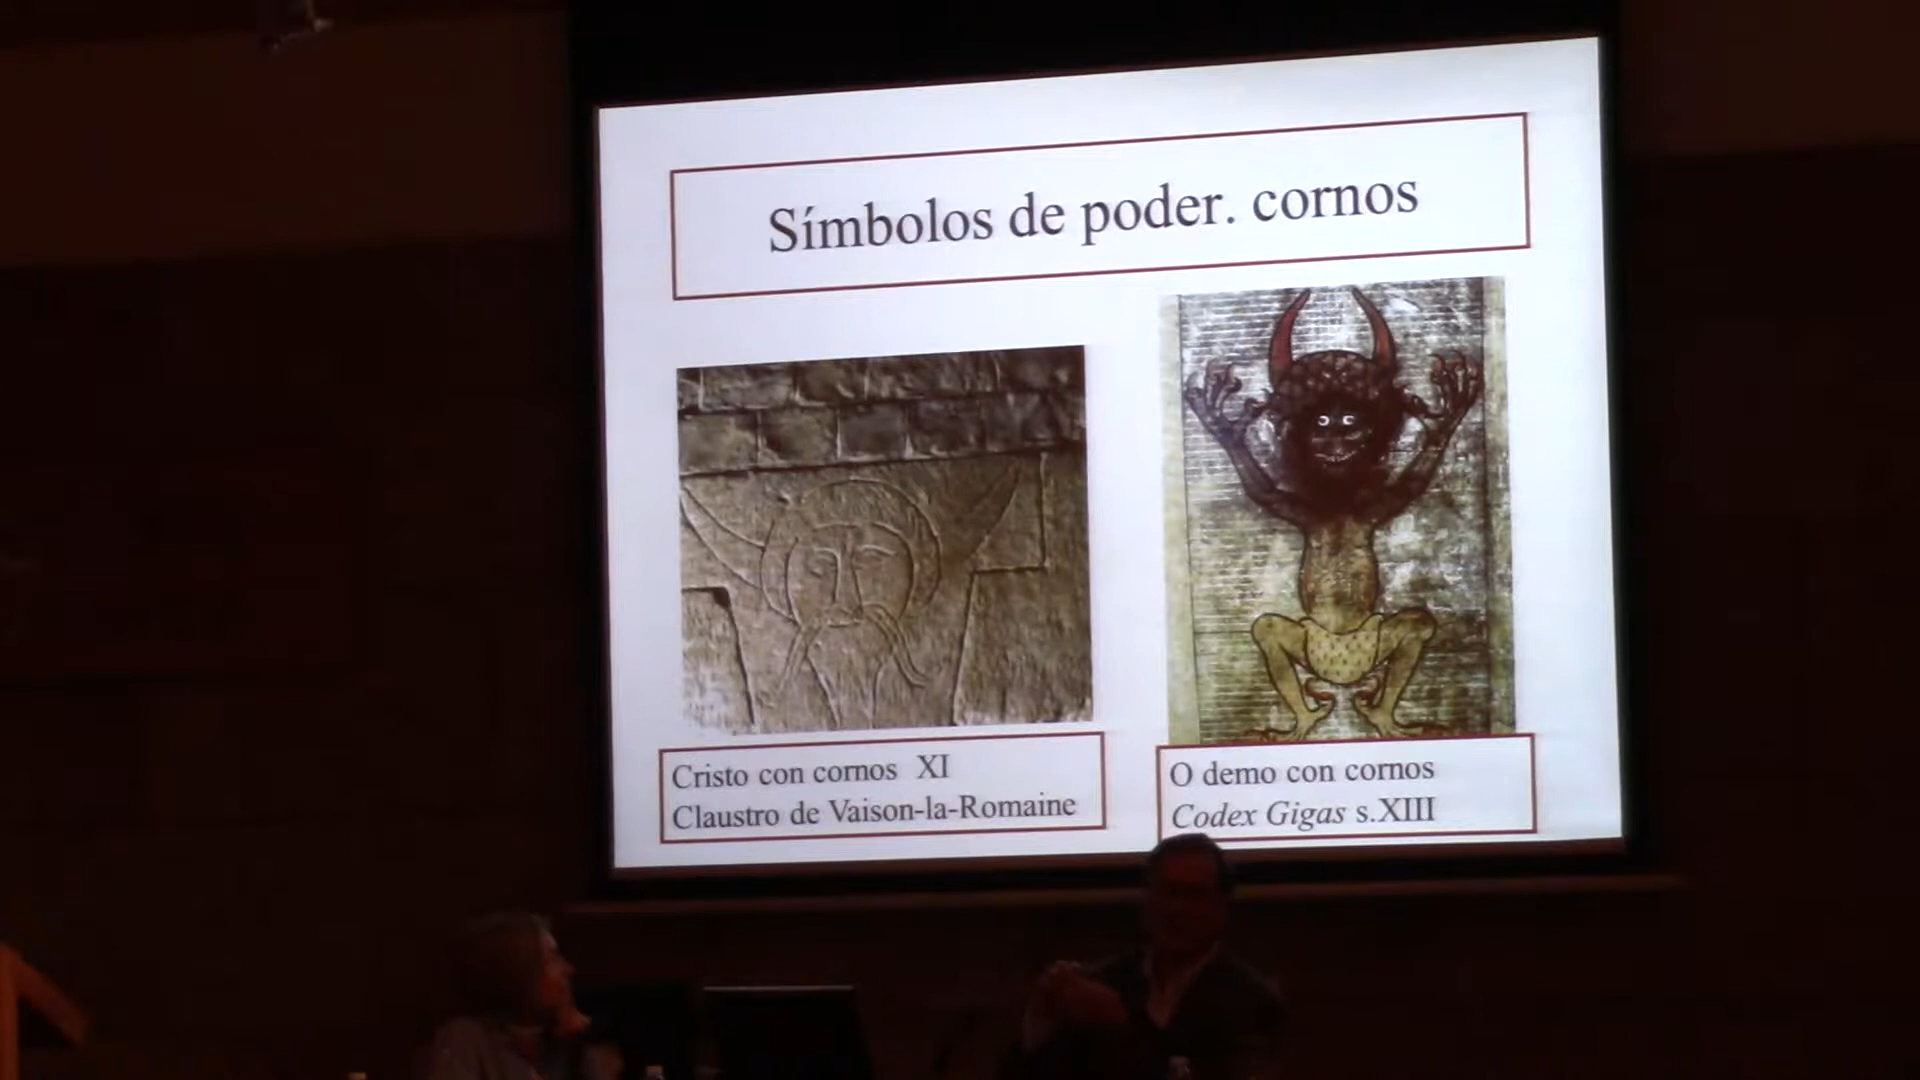 Símbolos de poder. cornos
Cristo con cornos XI
Claustro de Vaison-la-Romaine
O demo con cornos
Codex Gigas s.XIII